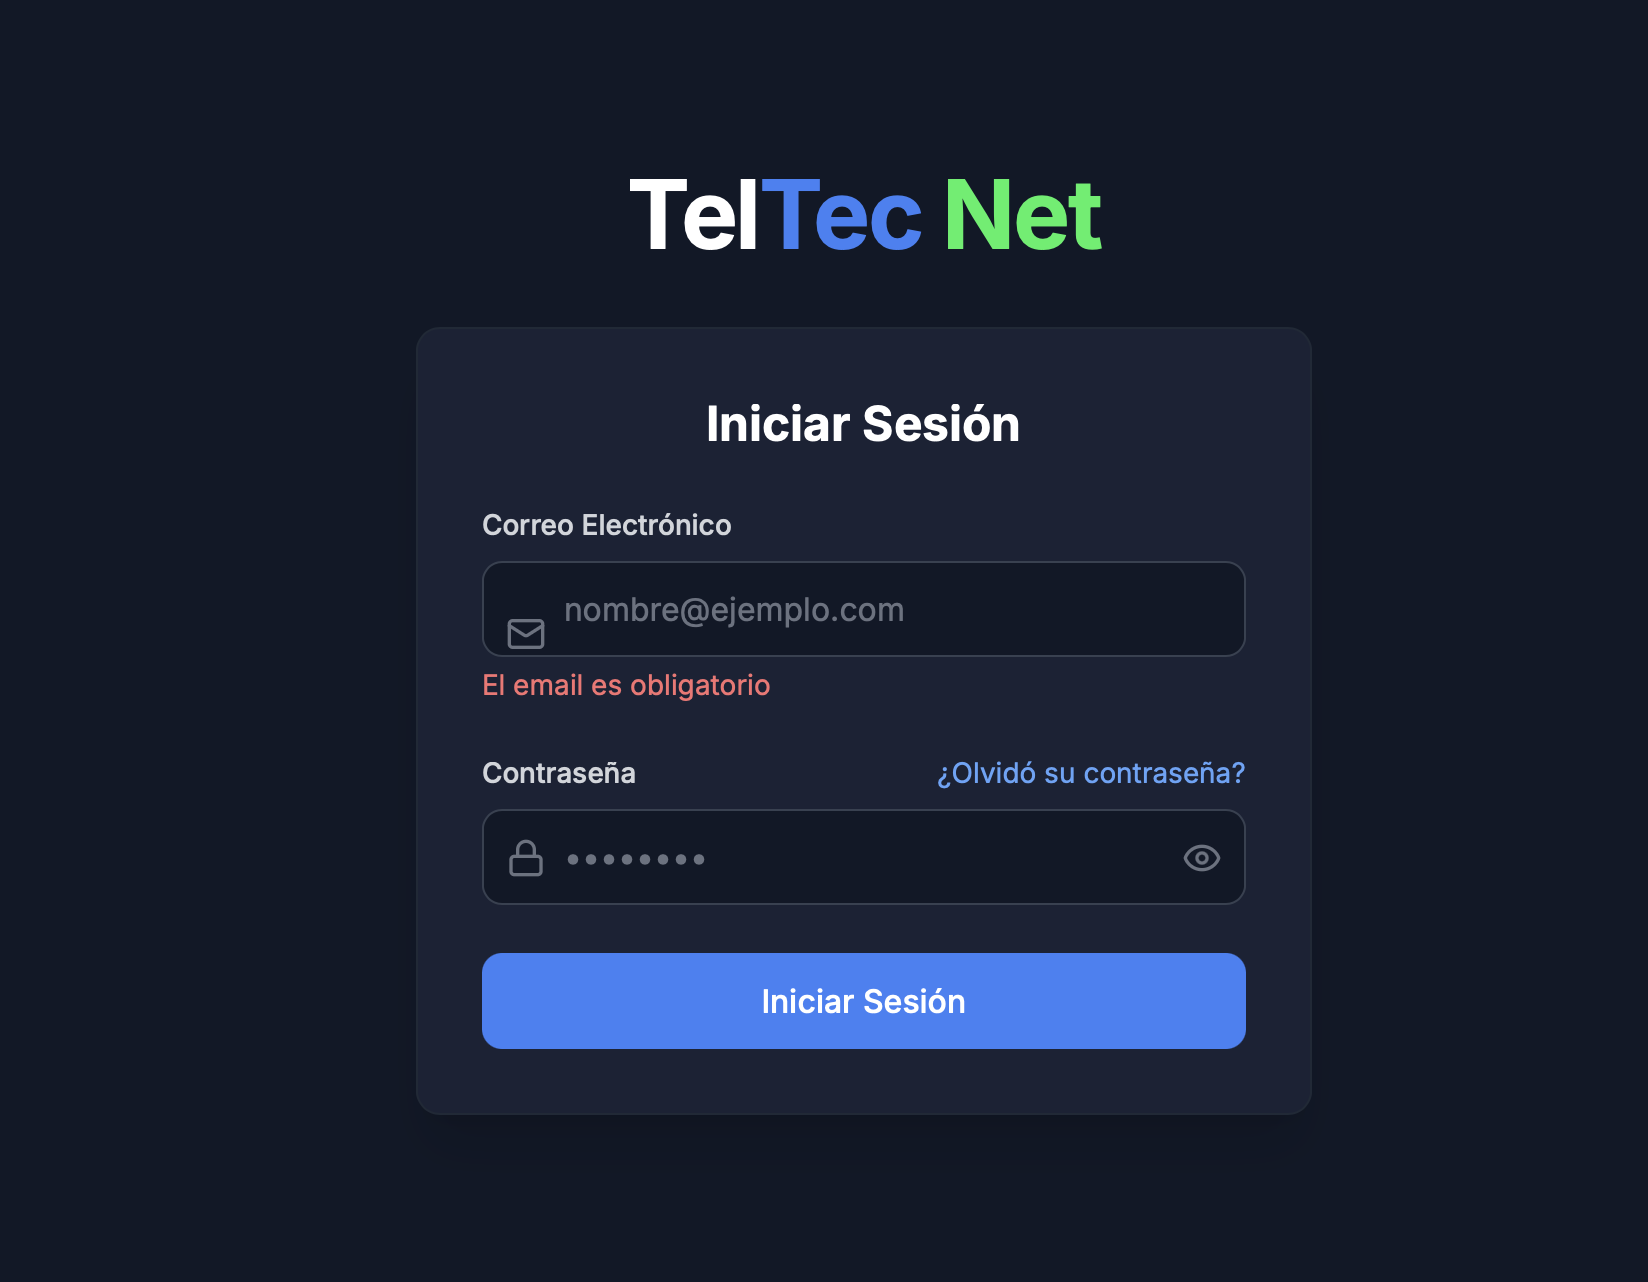 TelTec Net
Iniciar Sesión
Correo Electrónico
nombre@ejemplo.com
El email es obligatorio
Contraseña ¿Olvidó su contraseña?
••••••••
Iniciar Sesión